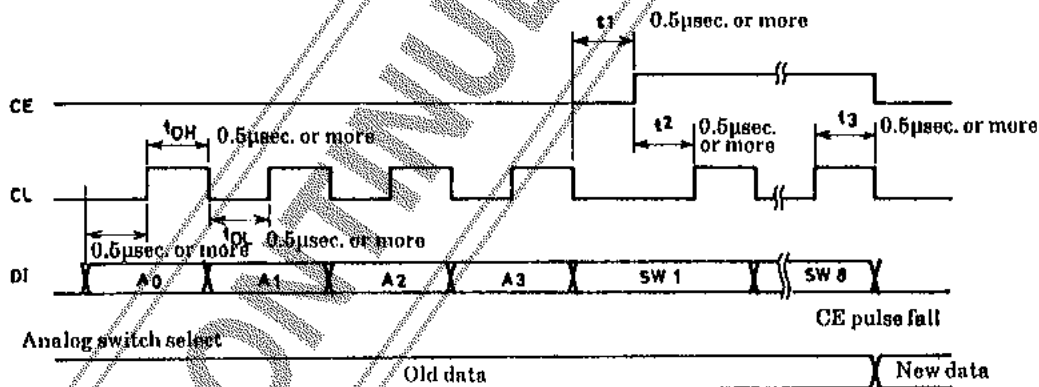 t1 0.5µsec. or more
CE
tDH 0.5µsec. or more
t2 0.5µsec. or more
t3 0.5µsec. or more
CL
0.5µsec. or more
tDL 0.5µsec. or more
DI A0 A1 A2 A3 SW 1 SW 8
CE pulse fall
Analog switch select
Old data
New data